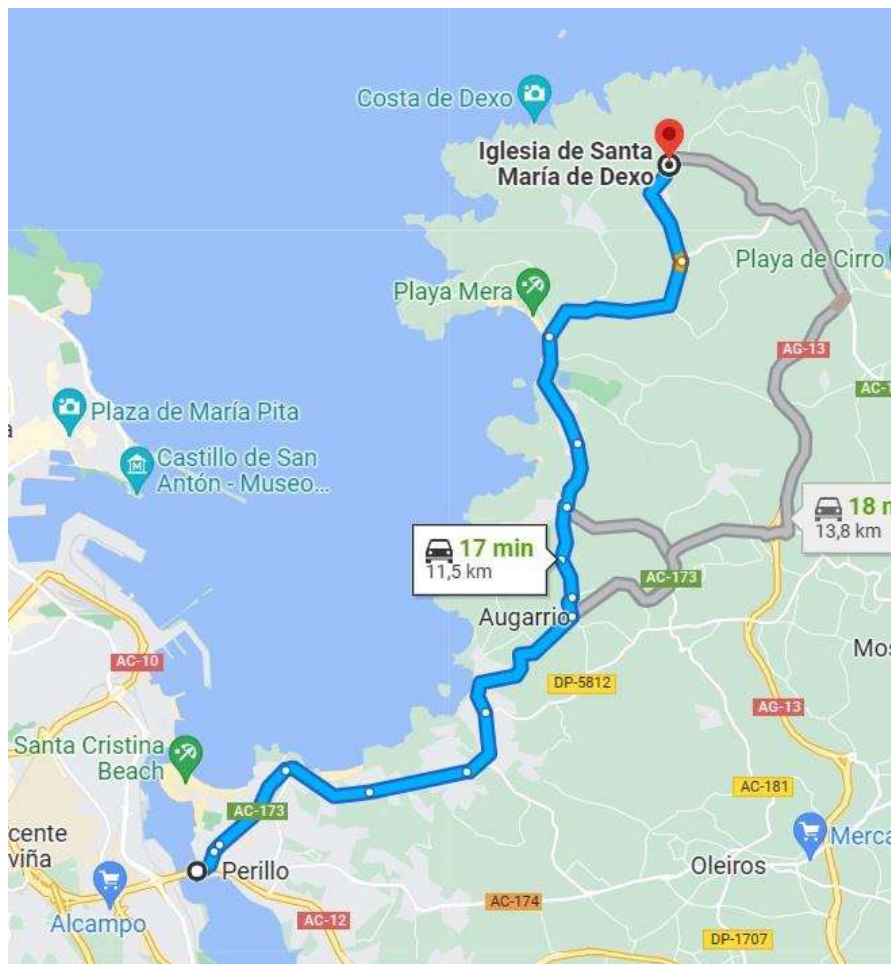 Costa de Dexo
Iglesia de Santa
María de Dexo
Playa de Cirro
Playa Mera
AG-13
AC-1
Plaza de María Pita
a
Castillo de San
Antón - Museo...
18 m
13,8 km
17 min
11,5 km
AC-173
Augarrio
Mos
AC-10
DP-5812
AG-13
Santa Cristina
Beach
AC-181
AC-173
cente
viña
Merca
Perillo
Oleiros
Alcampo
AC-174
AC-12
DP-1707